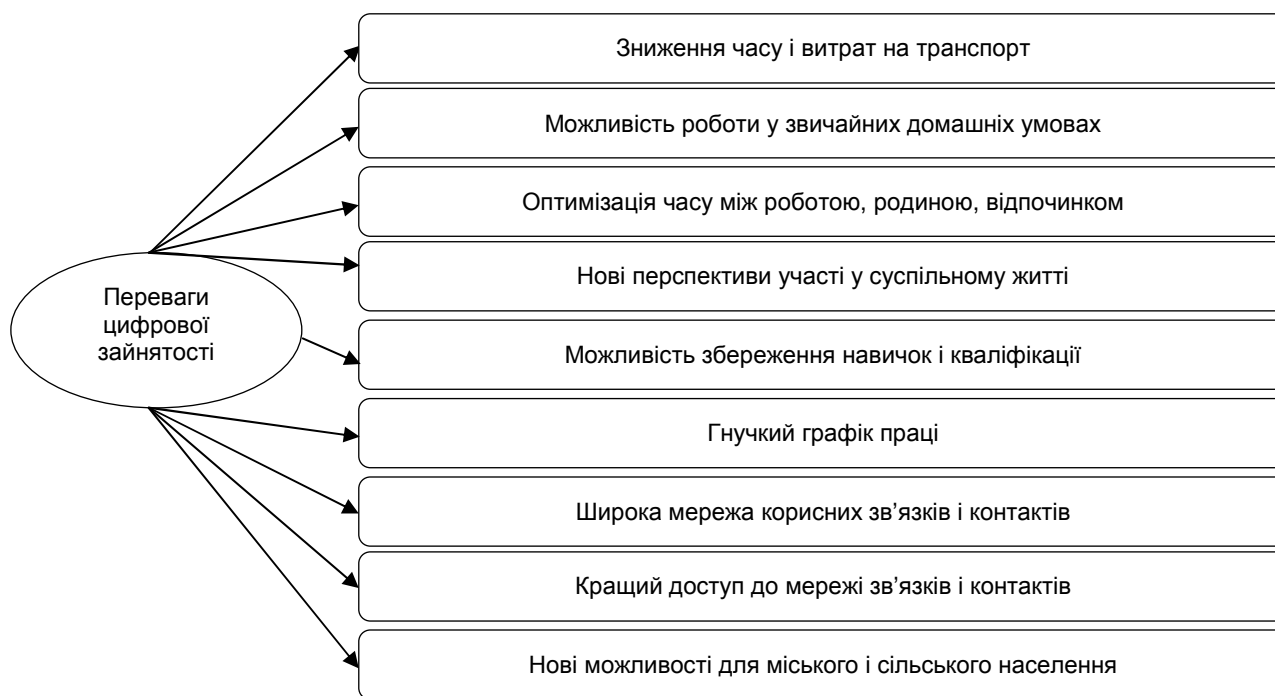 Зниження часу і витрат на транспорт
Можливість роботи у звичайних домашніх умовах
Оптимізація часу між роботою, родиною, відпочинком
Нові перспективи участі у суспільному житті
Переваги
цифрової
зайнятості
Можливість збереження навичок і кваліфікації
Гнучкий графік праці
Широка мережа корисних зв’язків і контактів
Кращий доступ до мережі зв’язків і контактів
Нові можливості для міського і сільського населення